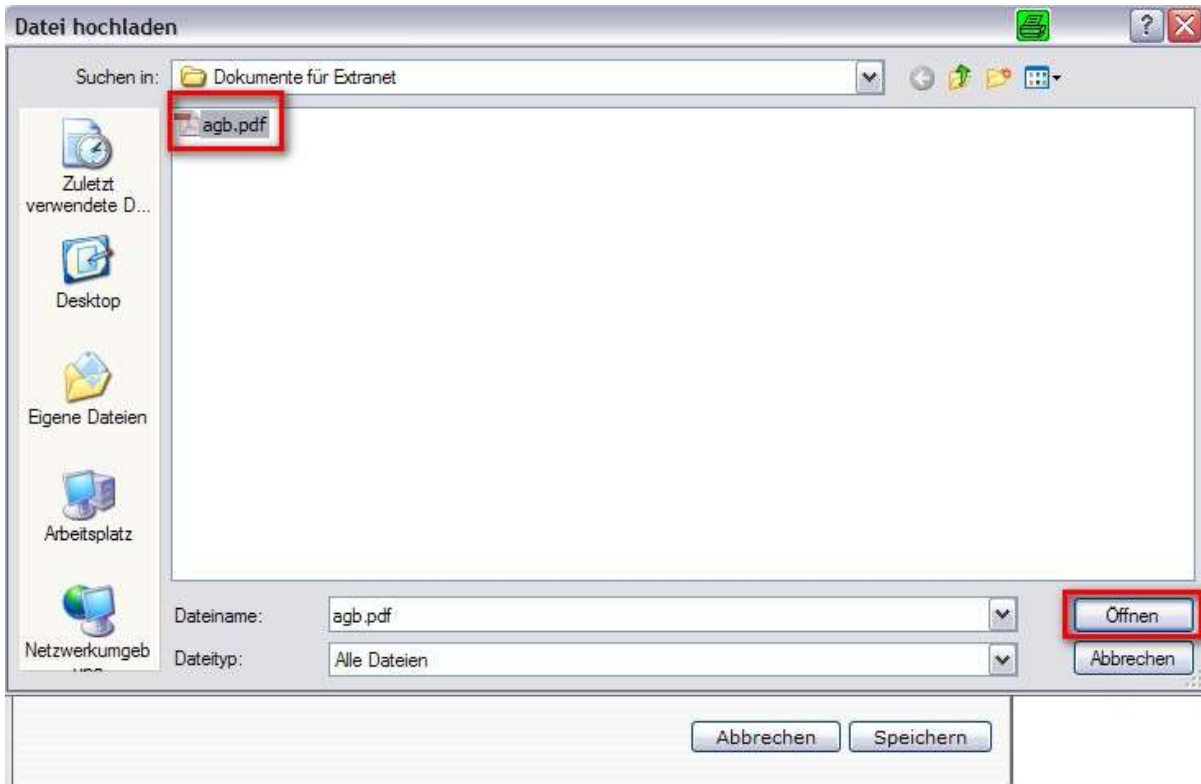 Datei hochladen
Suchen in: Dokumente für Extranet
agb.pdf
Zuletzt
verwendete D...
Desktop
Eigene Dateien
Arbeitsplatz
Netzwerkumgeb
Dateiname: agb.pdf Öffnen
Dateityp: Alle Dateien Abbrechen
Abbrechen Speichern